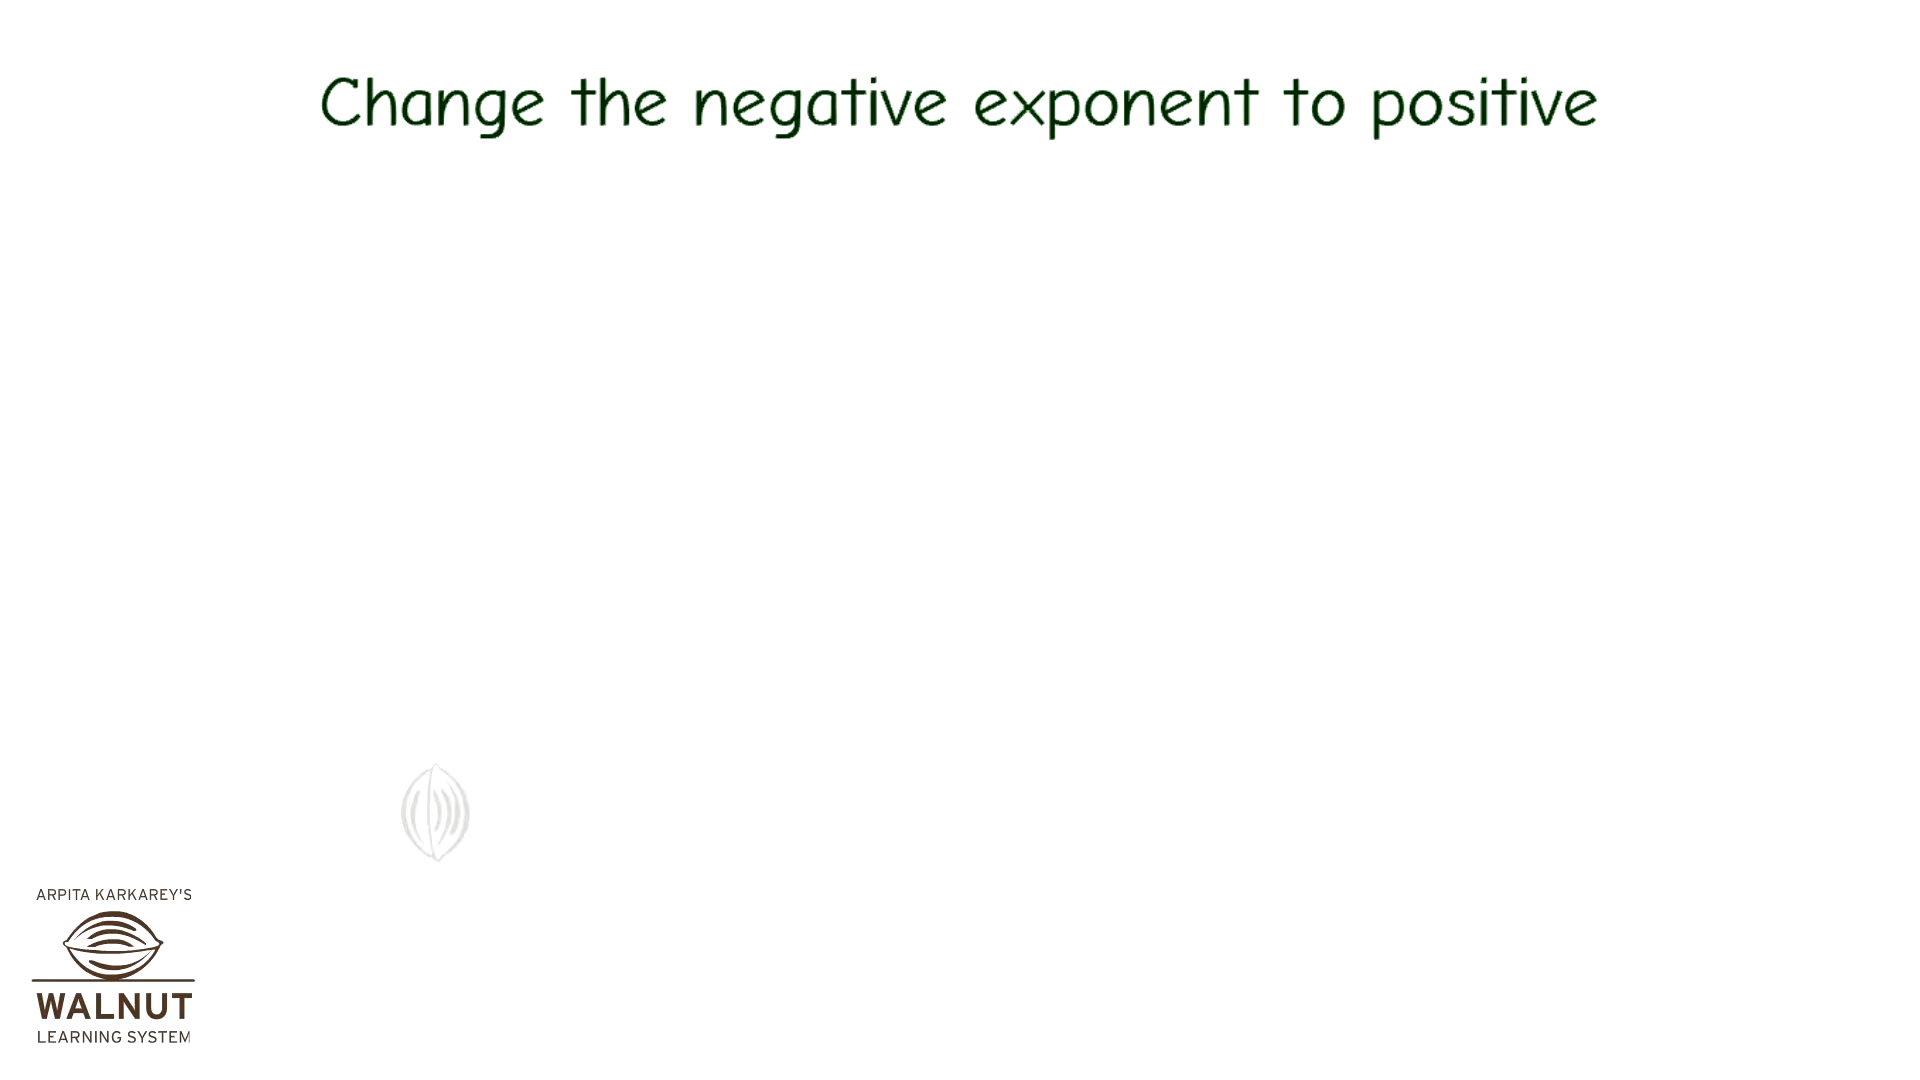 Change the negative exponent to positive
ARPITA KARKAREY'S
WALNUT
LEARNING SYSTEM